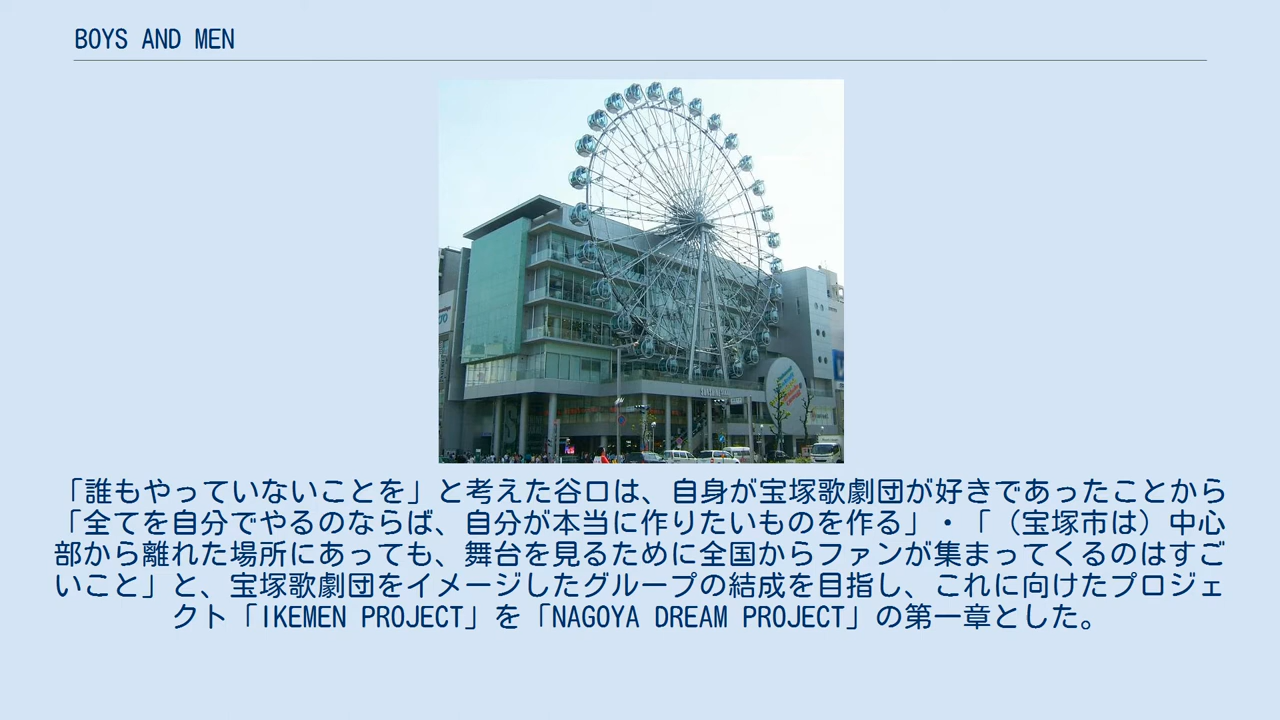 BOYS AND MEN
「誰もやっていないことを」と考えた谷口は、自身が宝塚歌劇団が好きであったことから
「全てを自分でやるのならば、自分が本当に作りたいものを作る」・「（宝塚市は）中心
部から離れた場所にあっても、舞台を見るために全国からファンが集まってくるのはすご
いこと」と、宝塚歌劇団をイメージしたグループの結成を目指し、これに向けたプロジェ
クト「IKEMEN PROJECT」を「NAGOYA DREAM PROJECT」の第一章とした。